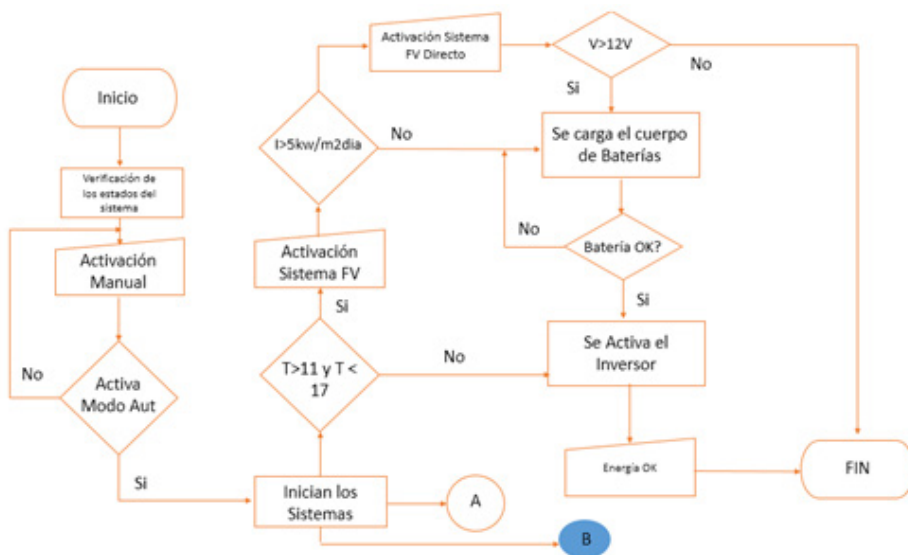 Inicio
Verificación de
los estados del
sistema
Activación
Manual
No
Activa
Modo Aut
Si
Inician los
Sistemas
A
B
T>11 y T <
17
Si
No
Activación
Sistema FV
I>5kw/m2dia
No
Activación Sistema
FV Directo
V>12V
Si
No
Se carga el cuerpo
de Baterías
No
Batería OK?
Si
Se Activa el
Inversor
Energía OK
FIN